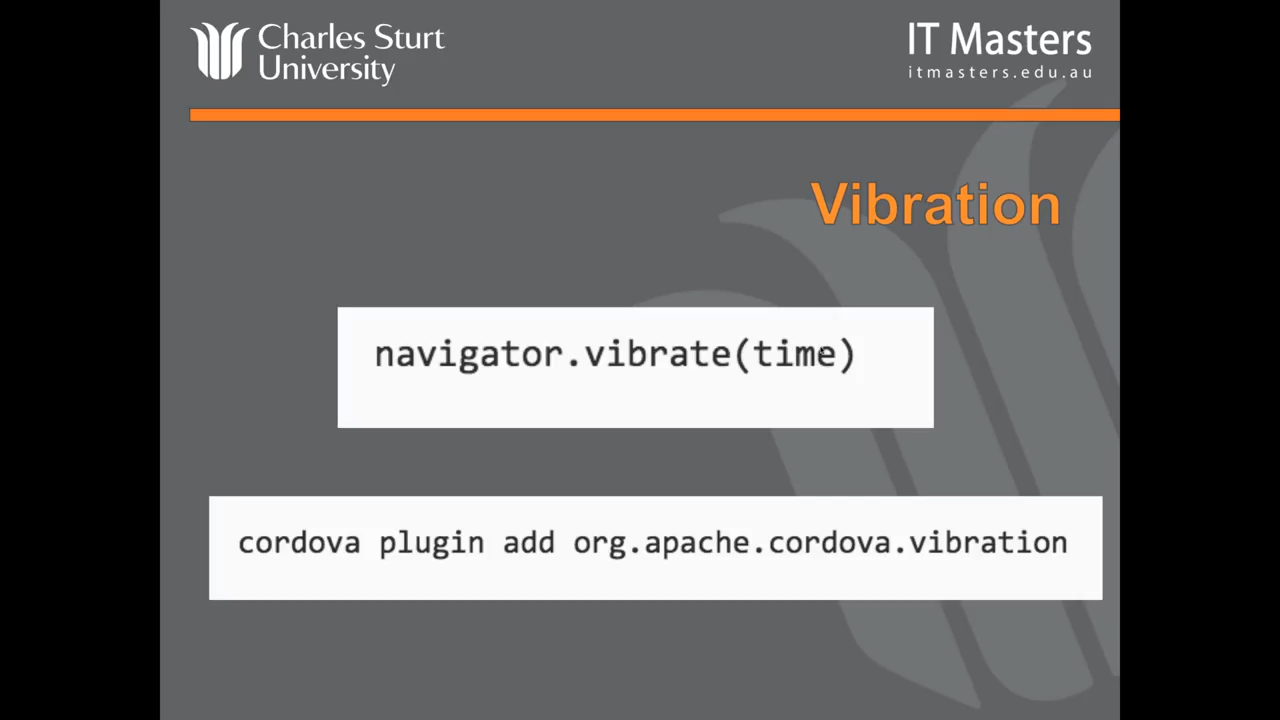 Charles Sturt
University
IT Masters
itmasters.edu.au
Vibration
navigator.vibrate(time)
cordova plugin add org.apache.cordova.vibration